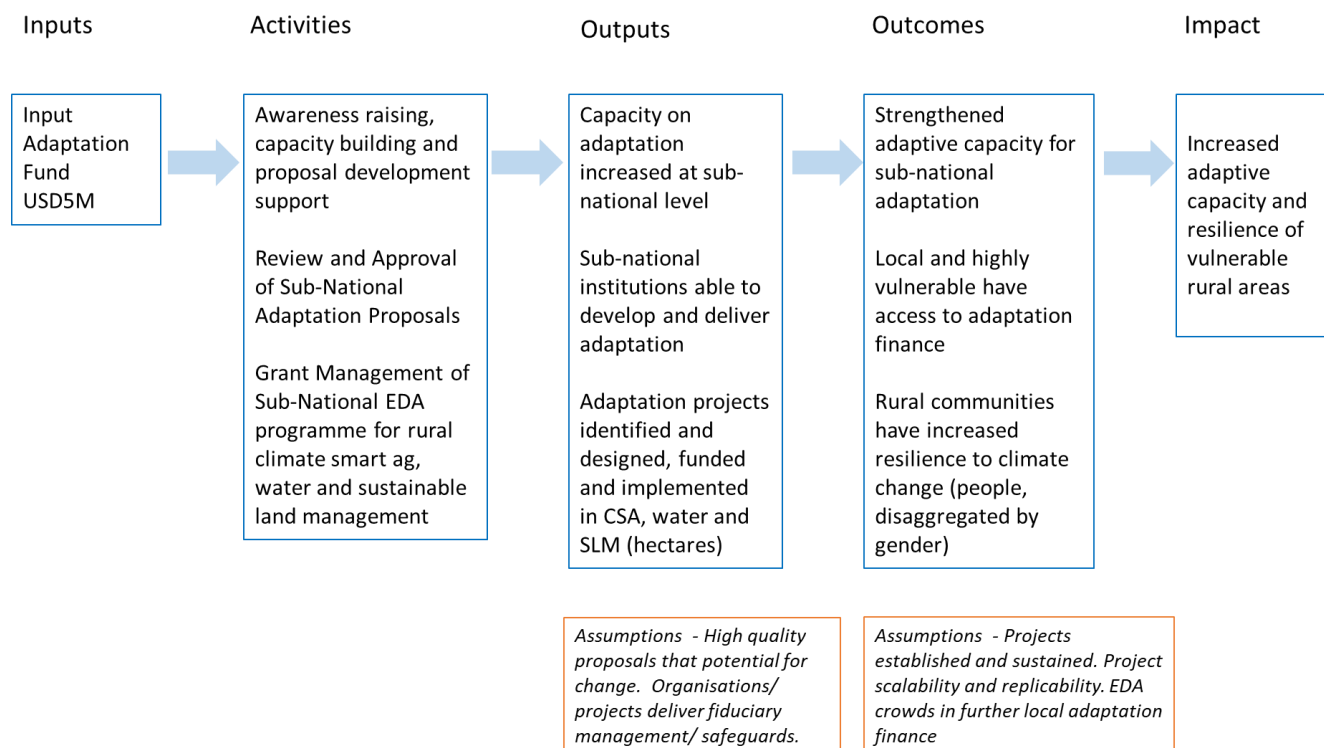 Inputs
Activities
Outputs
Outcomes
Impact
Input
Adaptation
Fund
USD5M
Awareness raising,
capacity building and
proposal development
support
Review and Approval
of Sub-National
Adaptation Proposals
Grant Management of
Sub-National EDA
programme for rural
climate smart ag,
water and sustainable
land management
Capacity on
adaptation
increased at sub-
national level
Sub-national
institutions able to
develop and deliver
adaptation
Adaptation projects
identified and
designed, funded
and implemented
in CSA, water and
SLM (hectares)
Strengthened
adaptive capacity for
sub-national
adaptation
Local and highly
vulnerable have
access to adaptation
finance
Rural communities
have increased
resilience to climate
change (people,
disaggregated by
gender)
Increased
adaptive
capacity and
resilience of
vulnerable
rural areas
Assumptions - High quality
proposals that potential for
change. Organisations/
projects deliver fiduciary
management/ safeguards.
Assumptions - Projects
established and sustained. Project
scalability and replicability. EDA
crowds in further local adaptation
finance